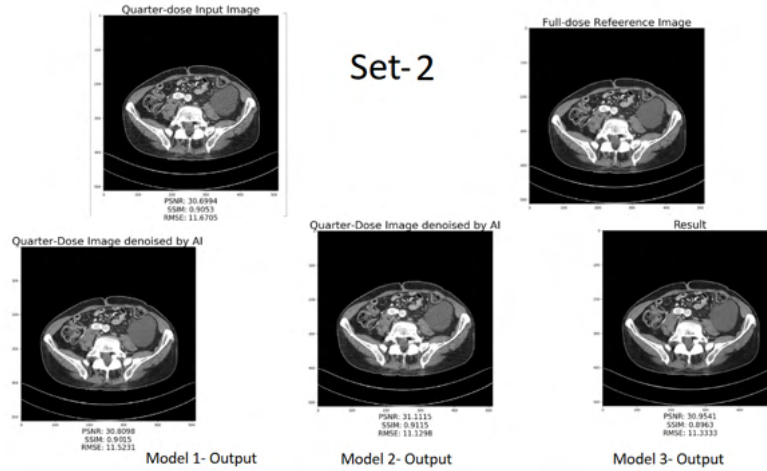 Quarter-dose Input Image
Set-2
Full-dose Refeerence Image
PSNR: 30.6994
SSIM: 0.9053
RMSE: 11.6705
Quarter-Dose Image denoised by AI
Quarter-Dose Image denoised by AI
Result
PSNR: 30.8098
SSIM: 0.9015
RMSE: 11.5231
PSNR: 31.1115
SSIM: 0.9115
RMSE: 11.1298
PSNR: 30.9541
SSIM: 0.8963
RMSE: 11.3333
Model 1- Output
Model 2- Output
Model 3- Output